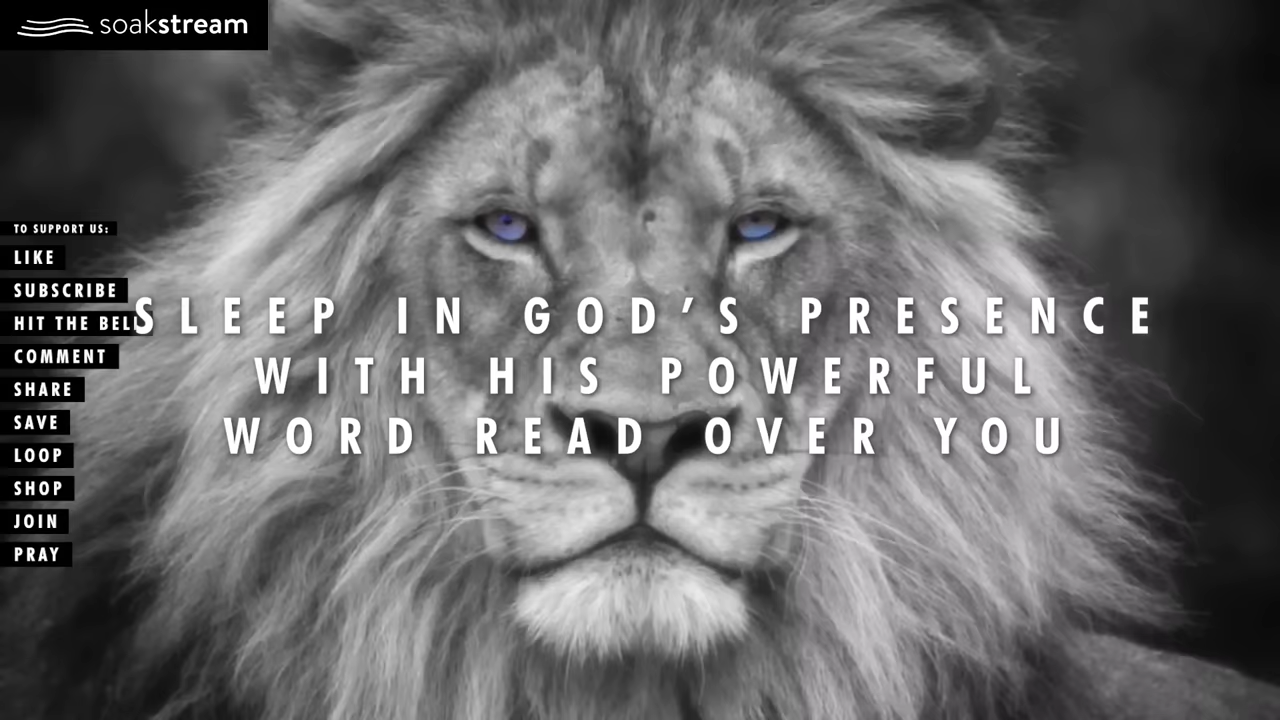 soakstream
TO SUPPORT US:
LIKE
SUBSCRIBE
HIT THE BELL
COMMENT
SHARE
SAVE
LOOP
SHOP
JOIN
PRAY
SLEEP IN GOD'S PRESENCE
WITH HIS POWERFUL
WORD READ OVER YOU